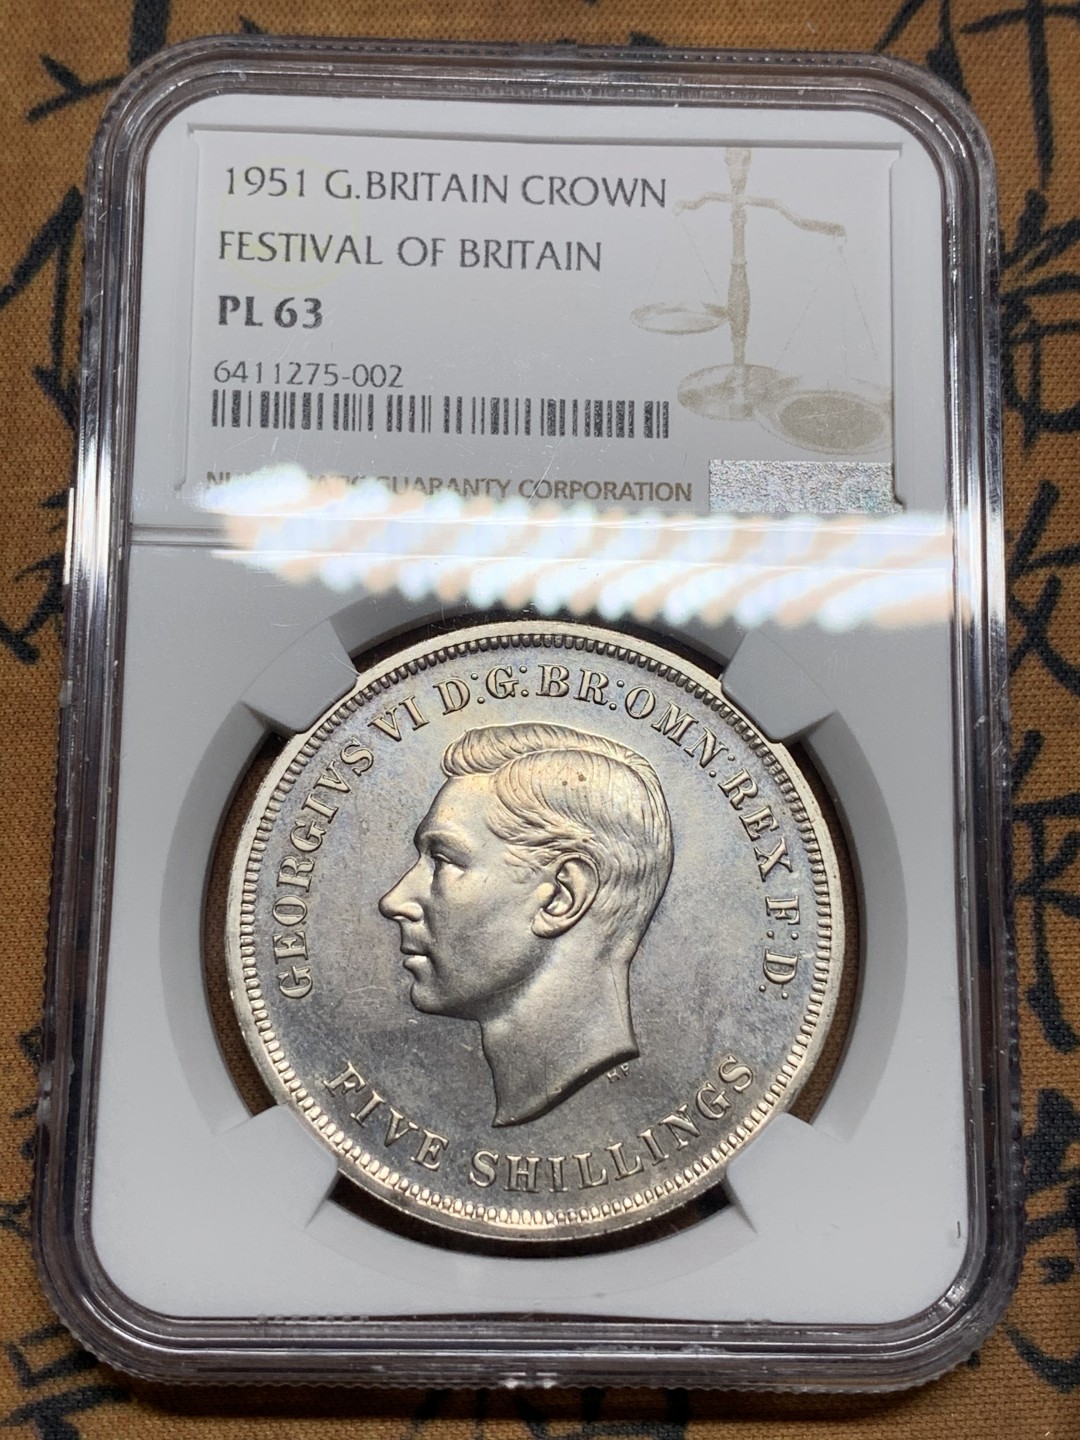 1951 G.BRITAIN CROWN
FESTIVAL OF BRITAIN
PL 63
6411275-002
GUARANTY CORPORATION
GEORGIVS VI D:G:BR:OMN:REX F:D:
HP
FIVE SHILLINGS